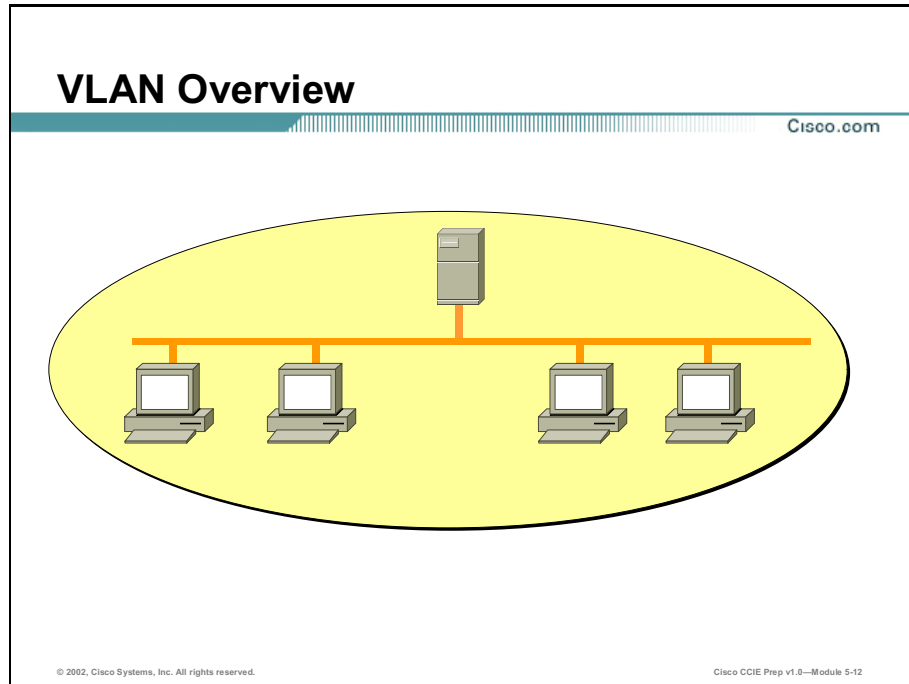 VLAN Overview
Cisco.com
© 2002, Cisco Systems, Inc. All rights reserved.
Cisco CCIE Prep v1.0—Module 5-12